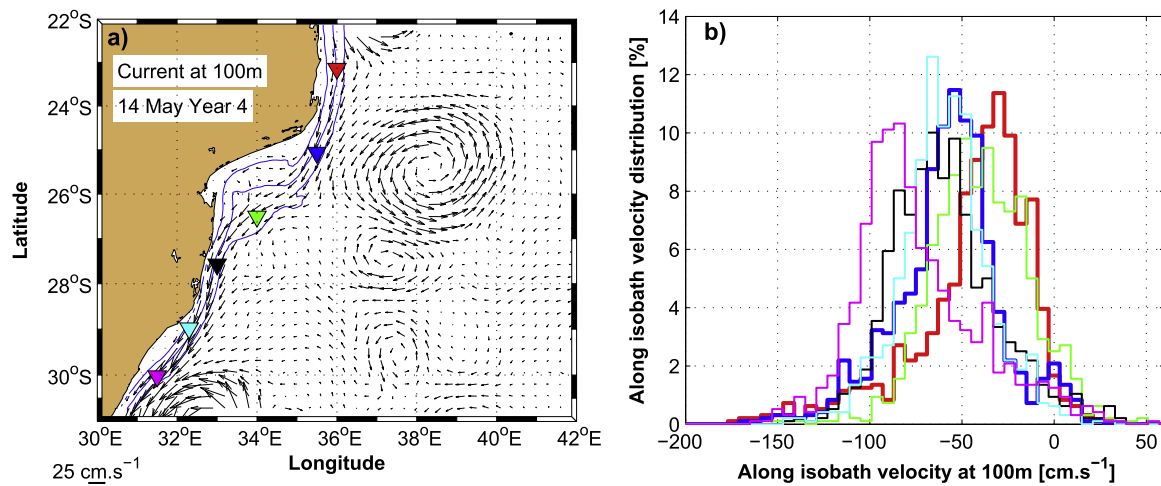 a)
Current at 100m
14 May Year 4
22°S
24°S
26°S
28°S
30°S
Latitude
30°E 32°E 34°E 36°E 38°E 40°E 42°E
Longitude
25 cm.s⁻¹
b)
Along isobath velocity distribution [%]
14
12
10
8
6
4
2
0
−200 −150 −100 −50 0 50
Along isobath velocity at 100m [cm.s⁻¹]